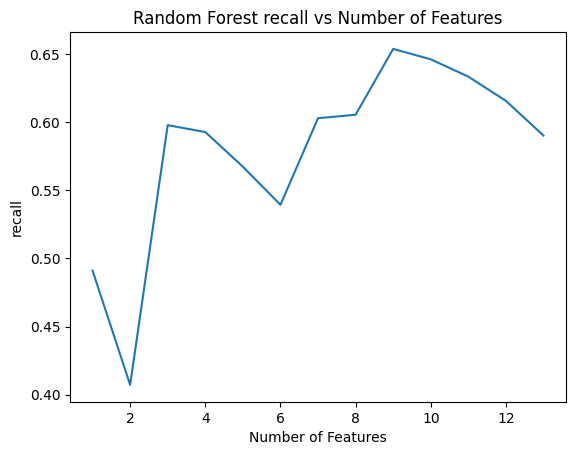 Random Forest recall vs Number of Features
0.65
0.60
0.55
0.50
0.45
0.40
recall
2 4 6 8 10 12
Number of Features